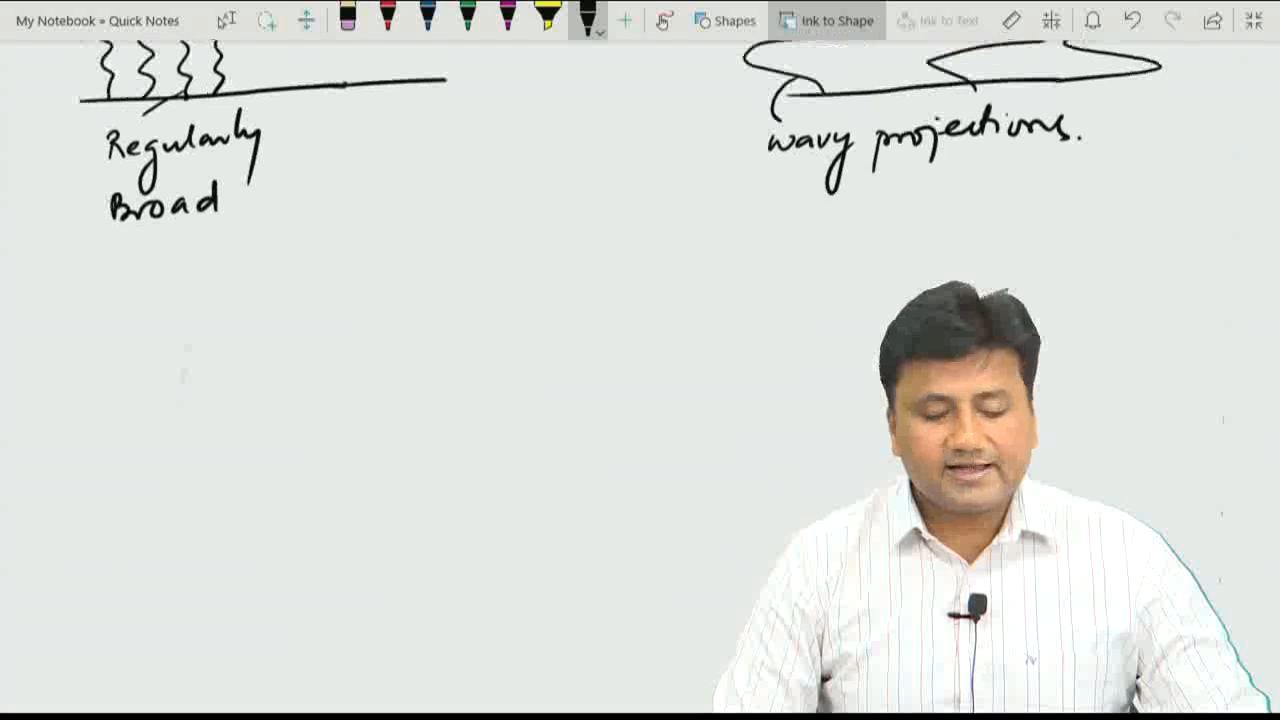 My Notebook » Quick Notes
Shapes
Ink to Shape
Ink to Text
Regularly
Broad
wavy projections.